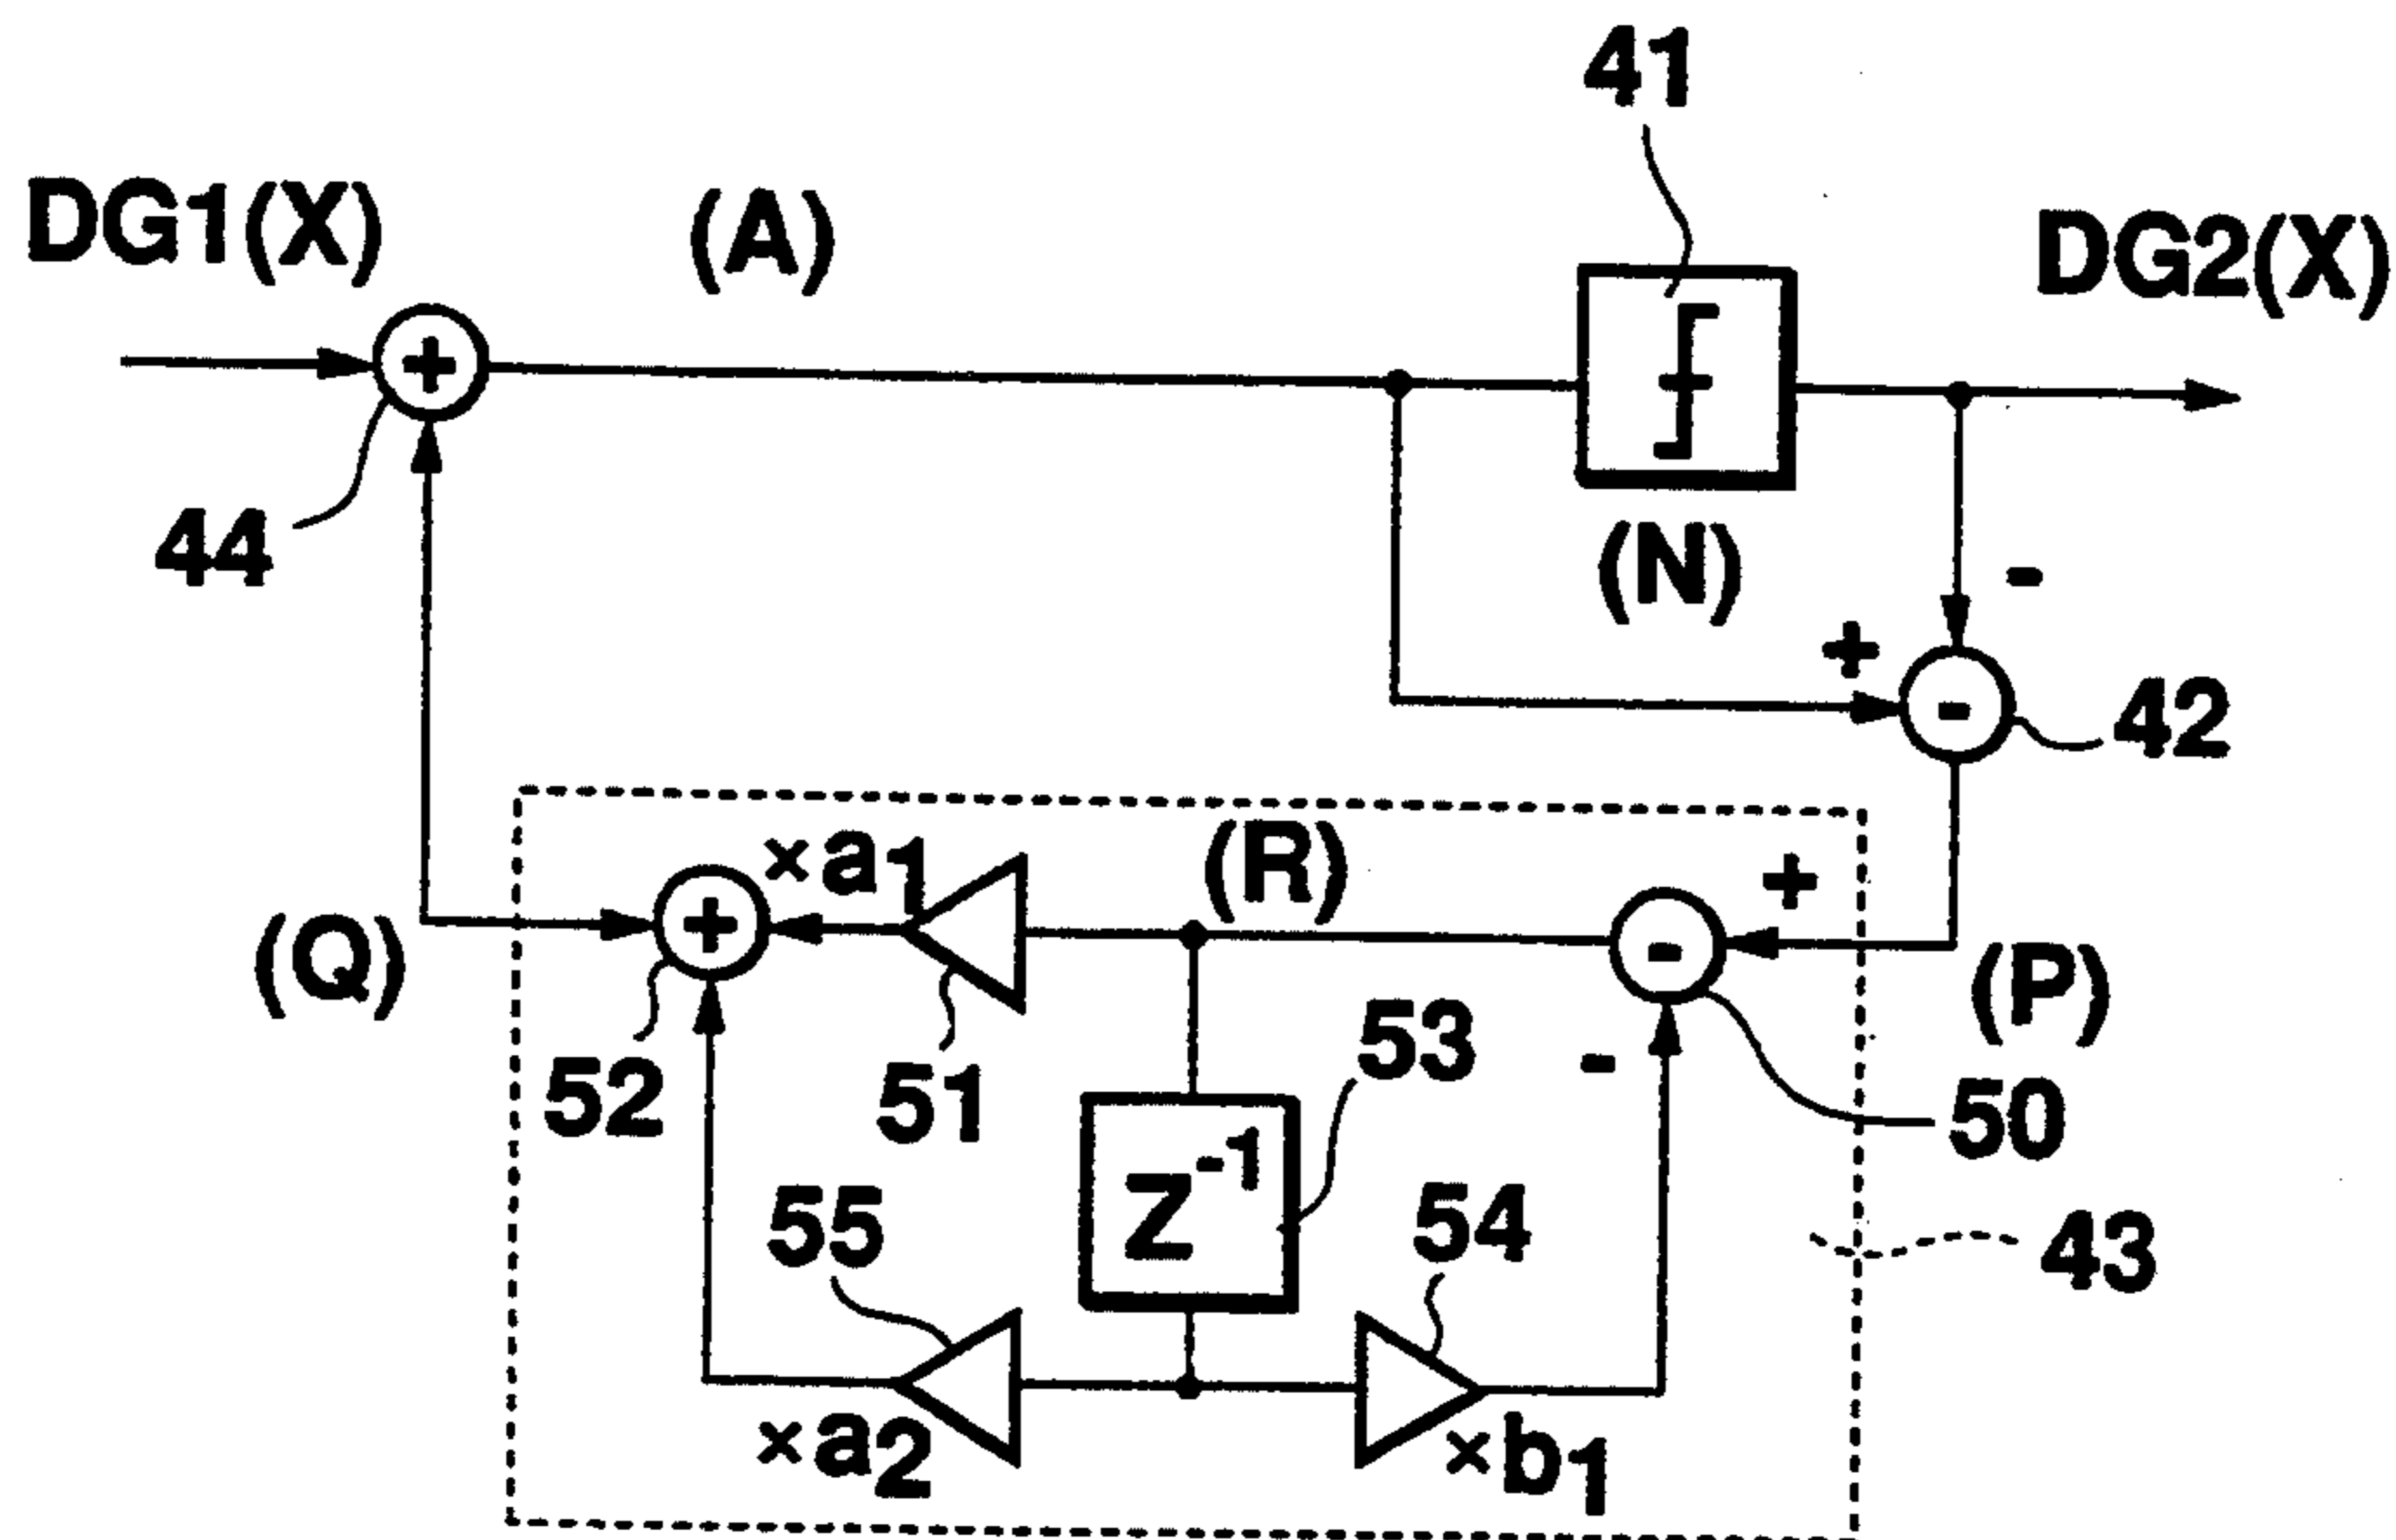 41
DG1(X)
(A)
DG2(X)
+
44
(N)
-
+
-
42
×a1
(R)
+
(Q)
+
-
(P)
52
51
53
-
50
Z-1
55
54
43
×a2
×b1